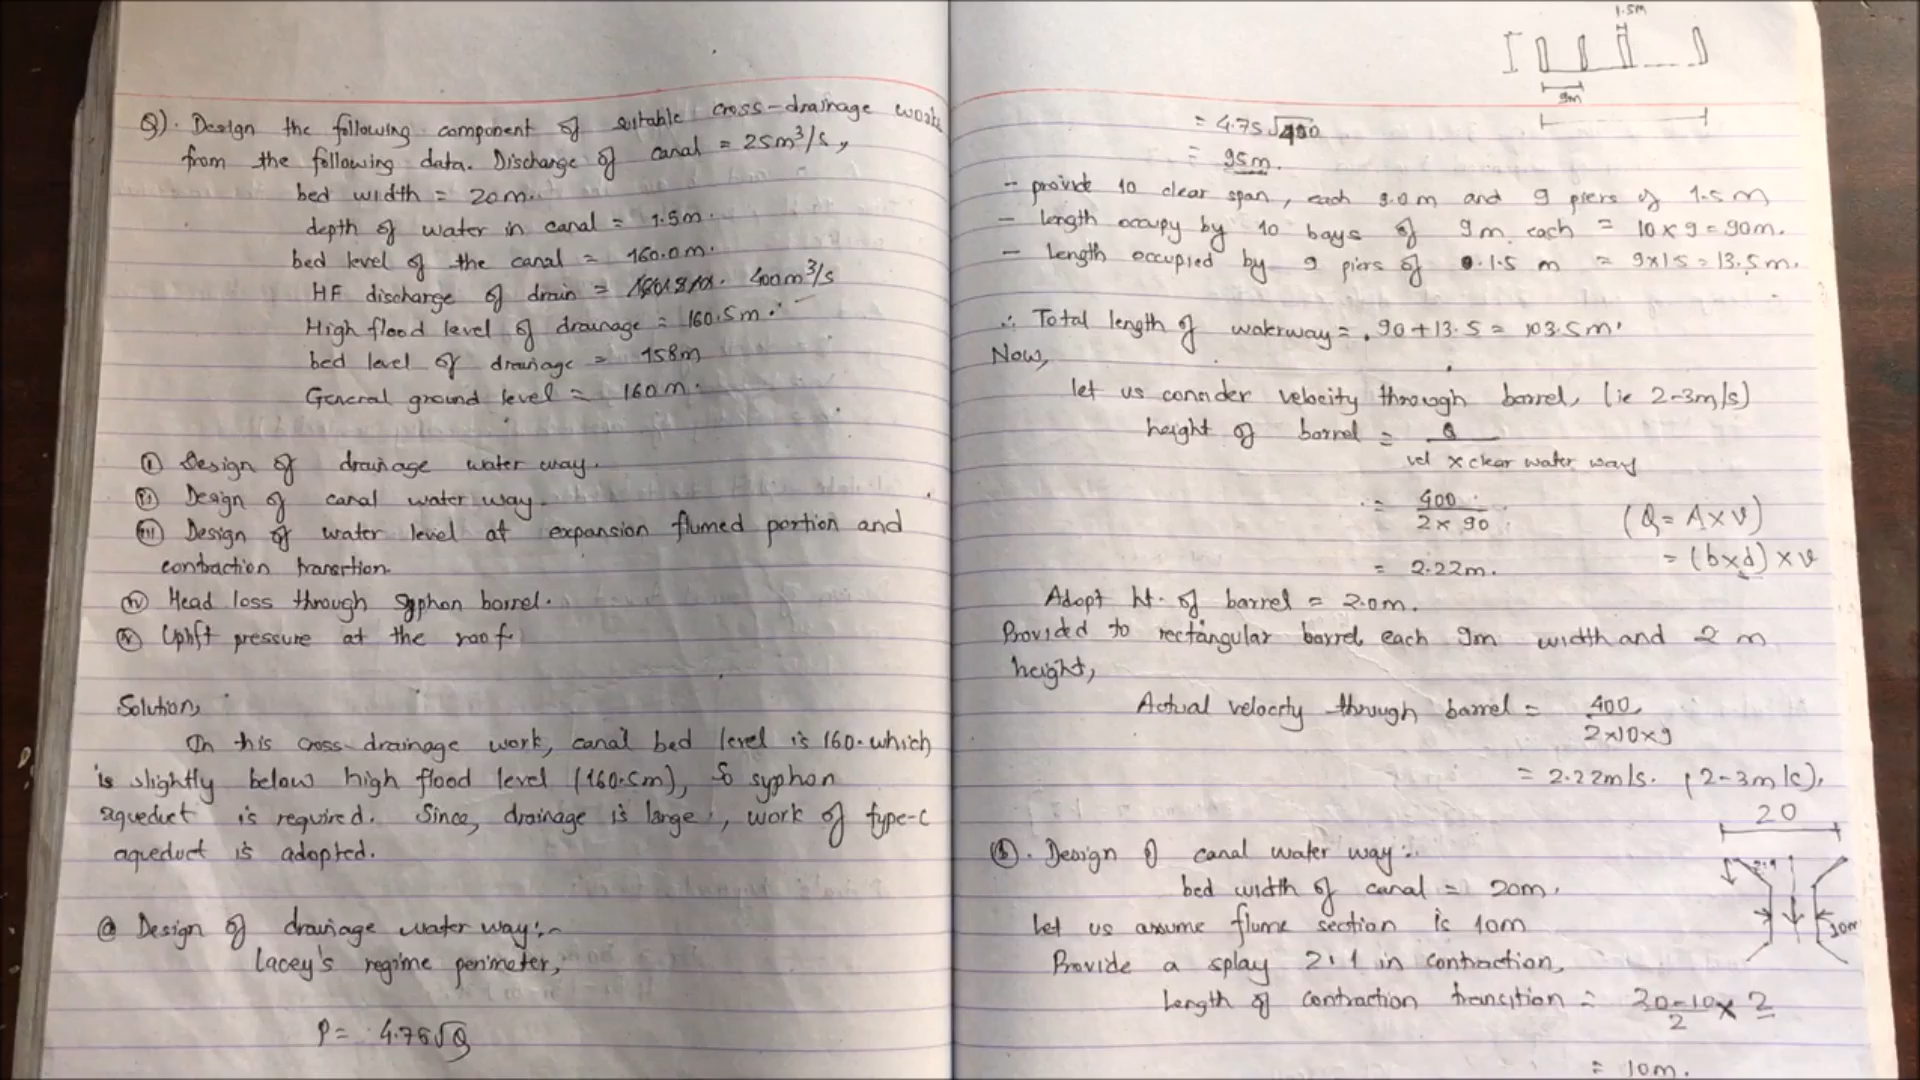 Q). Design the following component of suitable cross-drainage works
from the following data. Discharge of canal = 25m³/s,
bed width = 20m.
depth of water in canal = 1.5m.
bed level of the canal = 160.0m.
HF discharge of drain = 400m³/s
High flood level of drainage = 160.5m.
bed level of drainage = 158m
General ground level = 160m.
(i) Design of drainage water way.
(ii) Design of canal water way.
(iii) Design of water level at expansion flumed portion and
contraction transition.
(iv) Head loss through syphon barrel.
(v) Uplift pressure at the roof
Solution,
In this cross-drainage work, canal bed level is 160. which
is slightly below high flood level (160.5m), so syphon
aqueduct is required. Since, drainage is large, work of type-C
aqueduct is adopted.
(a) Design of drainage water way:-
Lacey's regime perimeter,
P = 4.75√Q
1.5m
9m
= 4.75√400
= 95m.
- provide 10 clear span, each 9.0m and 9 piers of 1.5m
- length occupy by 10 bays of 9m each = 10×9=90m.
- length occupied by 9 piers of 1.5 m = 9×1.5=13.5m.
∴ Total length of waterway = 90+13.5 = 103.5m.
Now,
let us consider velocity through barrel, (ie 2-3m/s)
height of barrel = Q
vel × clear water way
= 400
2×90
(Q = A×V)
= 2.22m.
= (b×d)×v
Adopt ht. of barrel = 2.0m.
Provided to rectangular barrel each 9m width and 2 m
height,
Actual velocity through barrel = 400
2×10×9
= 2.22m/s. (2-3m/s),
20
(b). Design of canal water way:-
bed width of canal = 20m.
let us assume flume section is 10m
10m
Provide a splay 2:1 in contraction,
length of contraction transition = 20-10 × 2
2
= 10m.